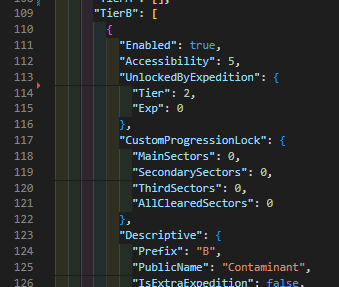 108 "TierA": [],
109 "TierB": [
110 {
111 "Enabled": true,
112 "Accessibility": 5,
113 "UnlockedByExpedition": {
114 "Tier": 2,
115 "Exp": 0
116 },
117 "CustomProgressionLock": {
118 "MainSectors": 0,
119 "SecondarySectors": 0,
120 "ThirdSectors": 0,
121 "AllClearedSectors": 0
122 },
123 "Descriptive": {
124 "Prefix": "B",
125 "PublicName": "Contaminant",
126 "IsExtraExpedition": false,